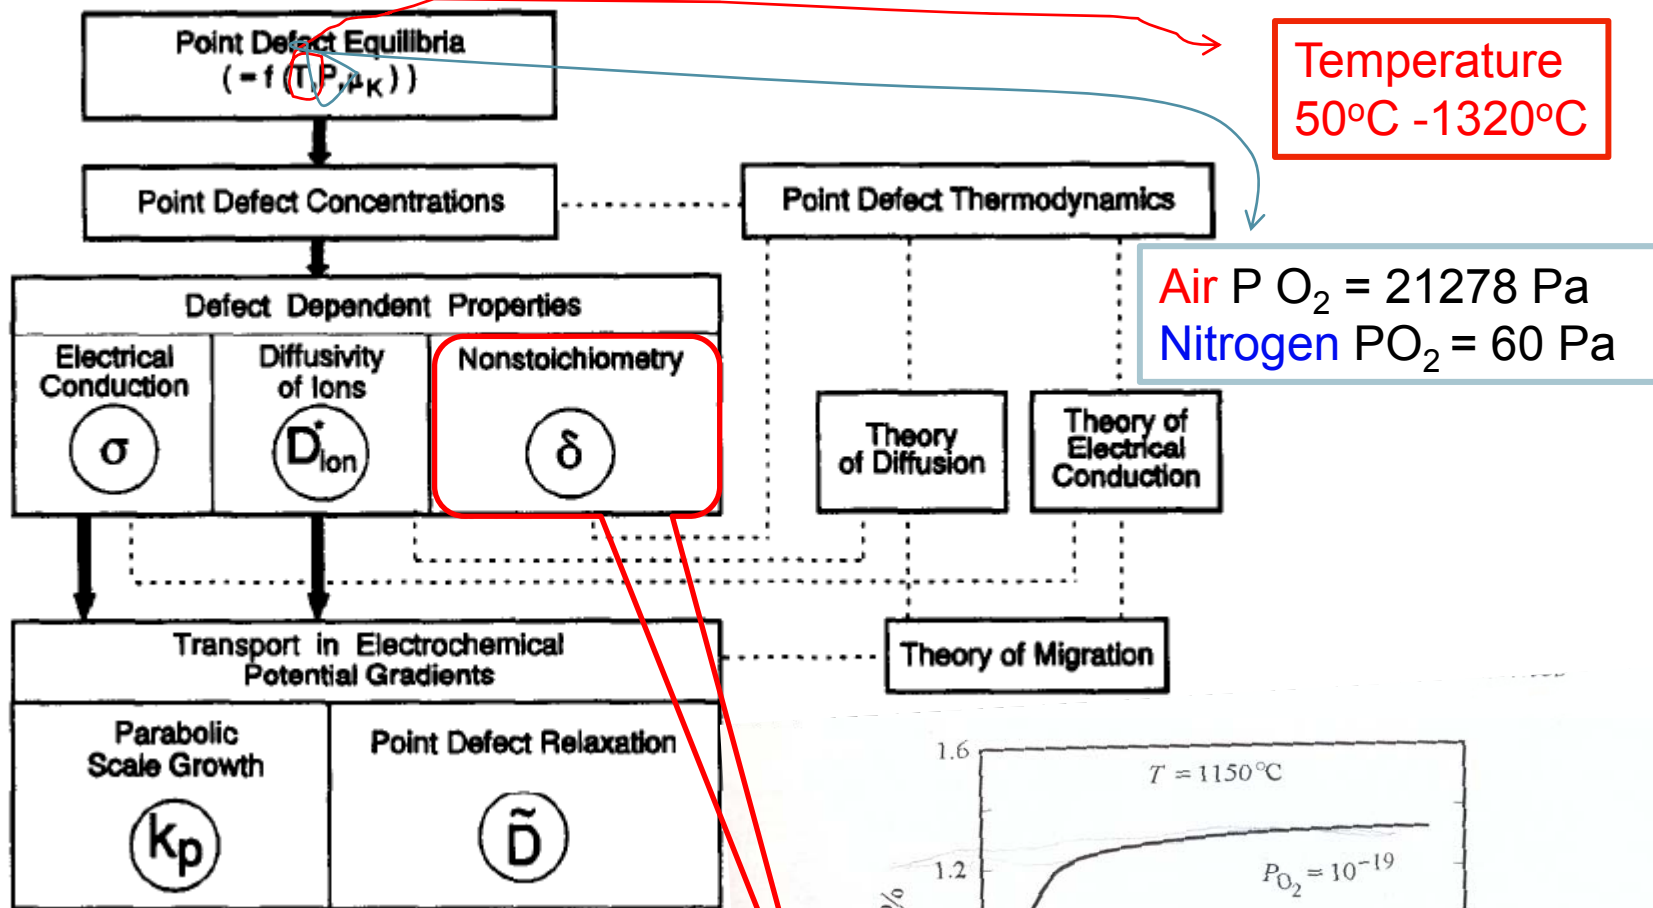 Point Defect Equilibria
( = f (T,P,μK ) )
Temperature
50oC -1320oC
Point Defect Concentrations
Point Defect Thermodynamics
Air P O2 = 21278 Pa
Nitrogen PO2 = 60 Pa
Defect Dependent Properties
Electrical
Conduction
σ
Diffusivity
of Ions
D*ion
Nonstoichiometry
δ
Theory
of Diffusion
Theory of
Electrical
Conduction
Transport in Electrochemical
Potential Gradients
Theory of Migration
Parabolic
Scale Growth
kp
Point Defect Relaxation
D̃
1.6
T = 1150°C
1.2
PO2 = 10−19
%